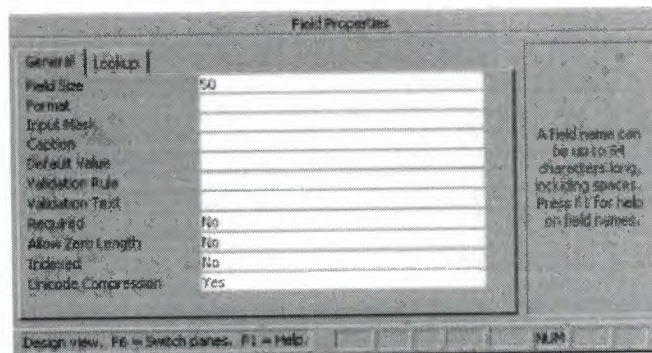 Field Properties
General Lookup
Field Size 50
Format
Input Mask
Caption
Default Value
Validation Rule
Validation Text
Required No
Allow Zero Length No
Indexed No
Unicode Compression Yes
A field name can
be up to 64
characters long,
including spaces.
Press F1 for help
on field names.
Design view. F6 = Switch panes. F1 = Help. NUM